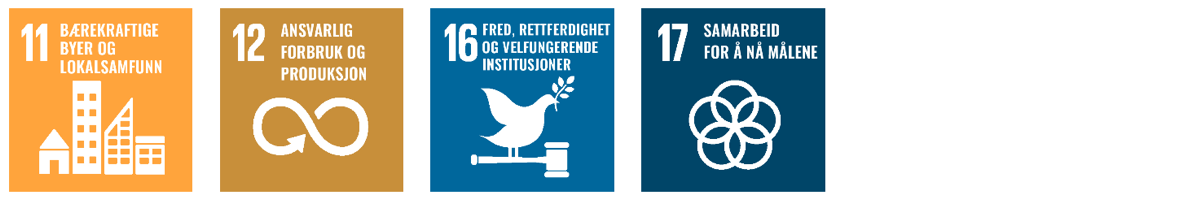 11 BÆREKRAFTIGE
BYER OG
LOKALSAMFUNN
12 ANSVARLIG
FORBRUK OG
PRODUKSJON
16 FRED, RETTFERDIGHET
OG VELFUNGERENDE
INSTITUSJONER
17 SAMARBEID
FOR Å NÅ MÅLENE